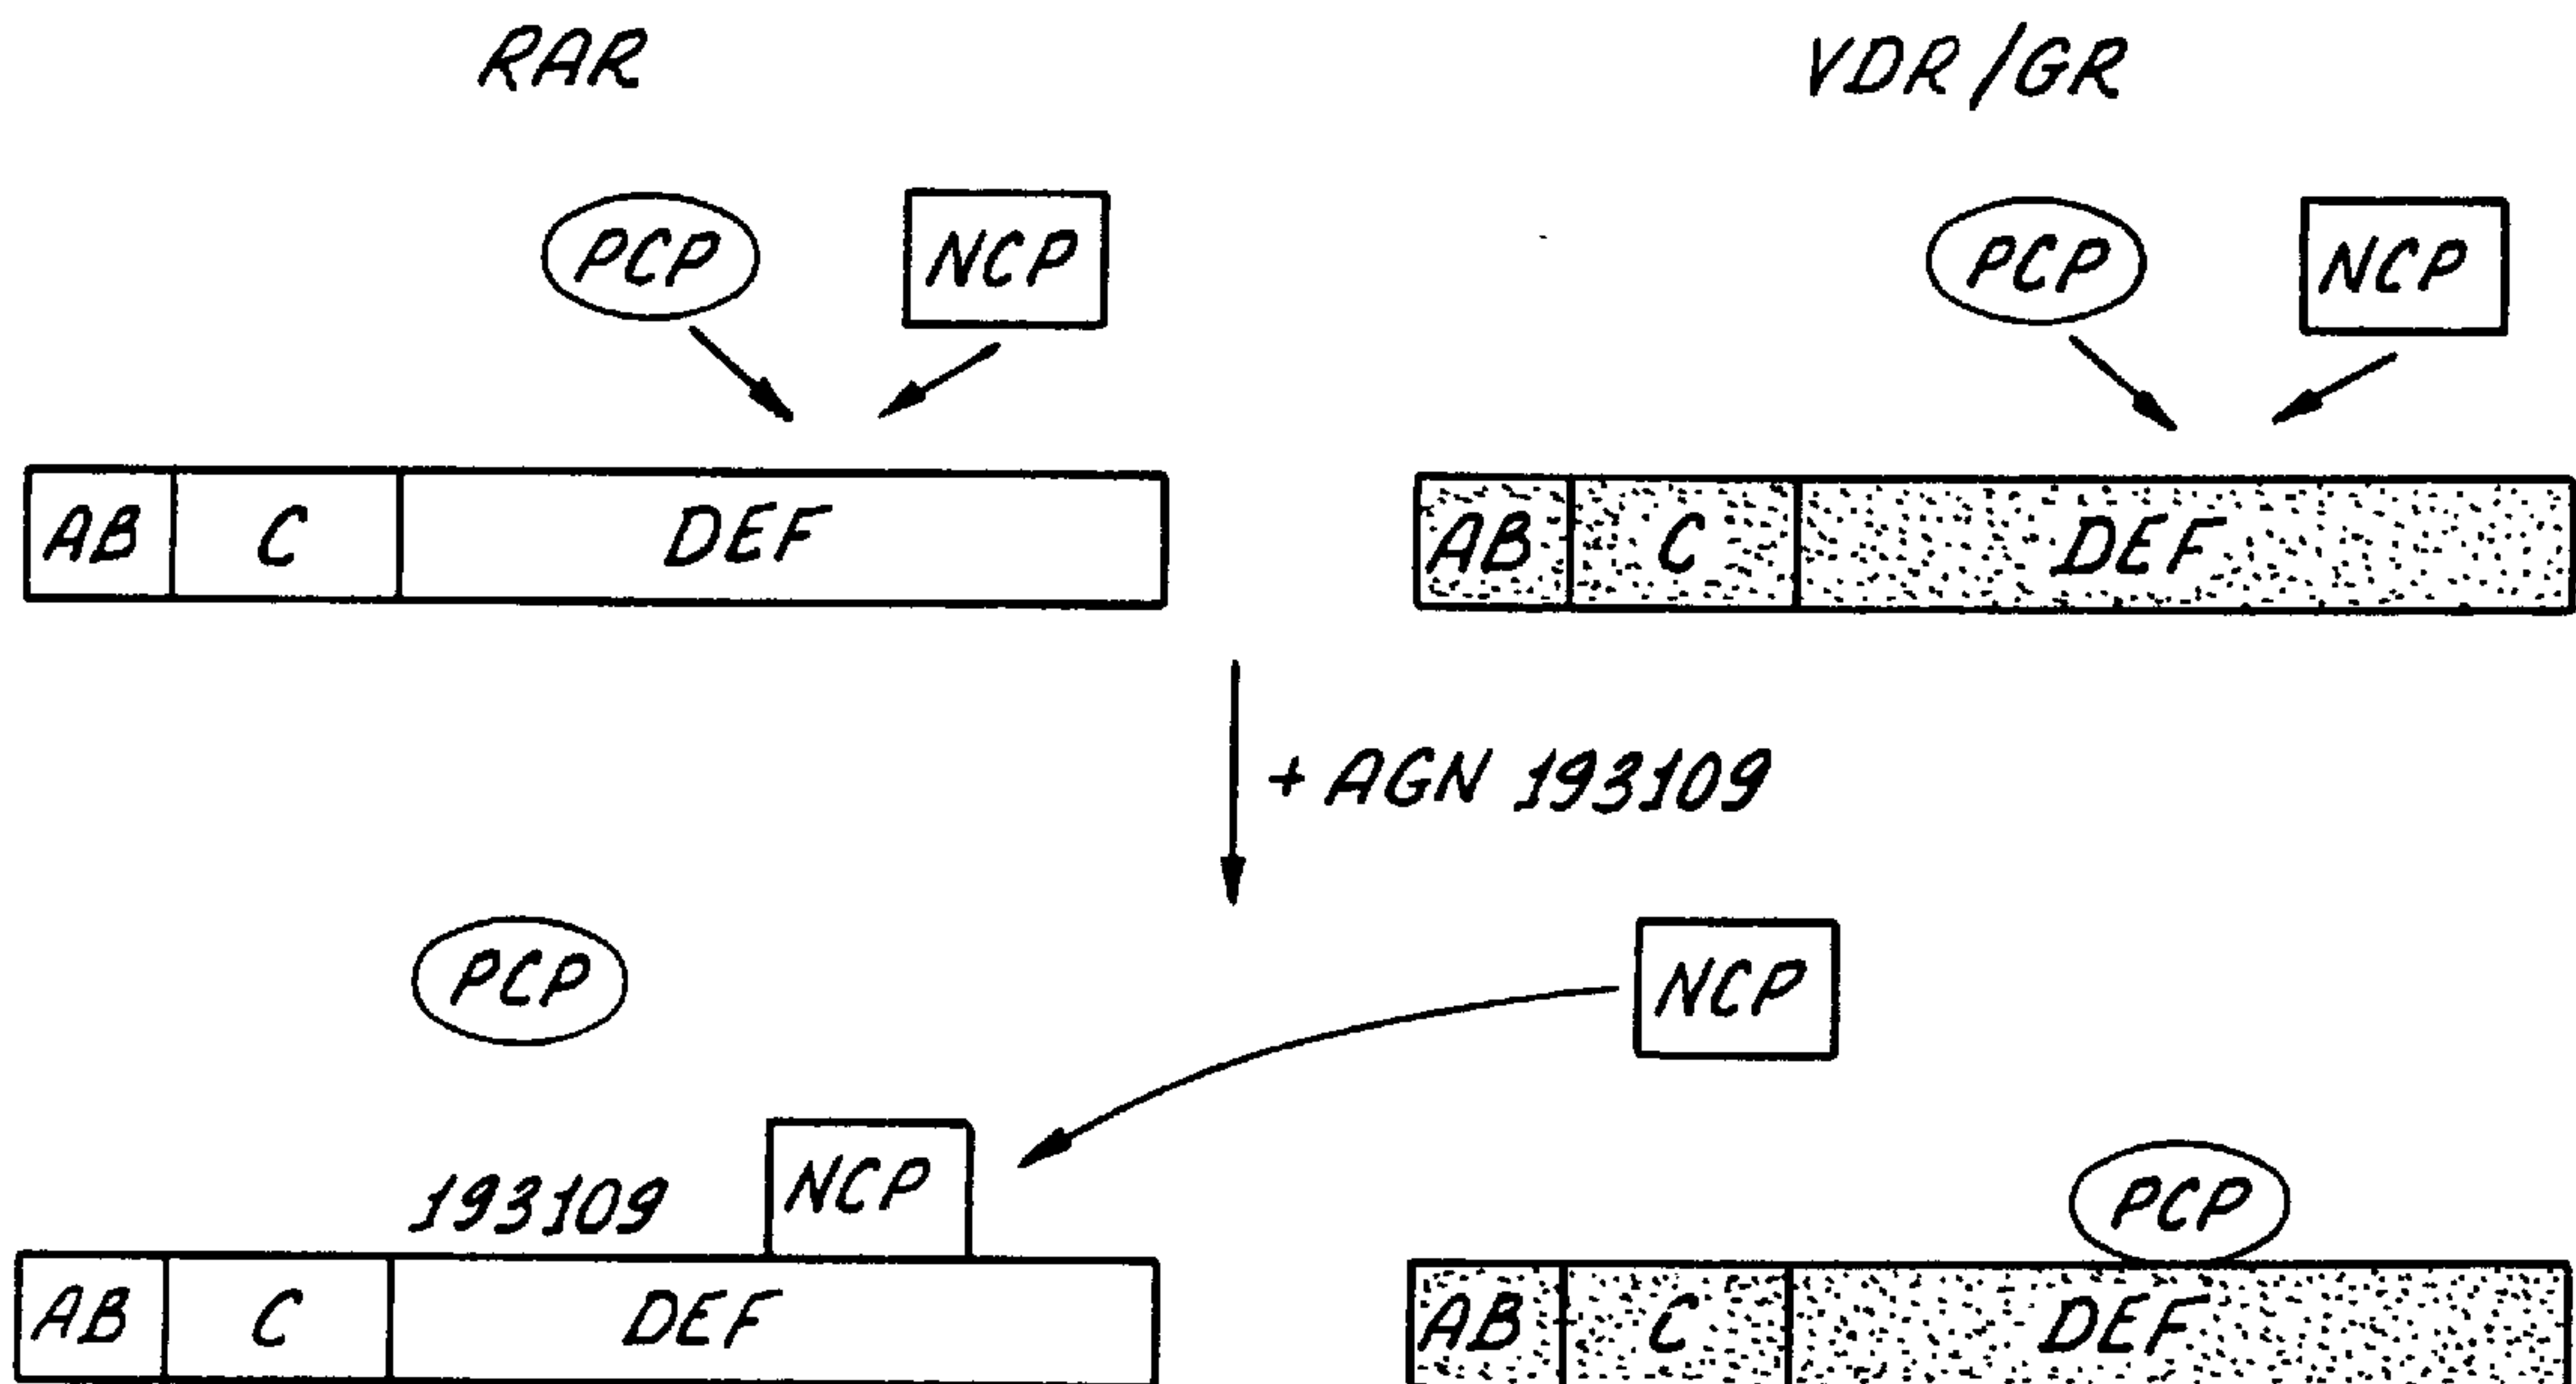 RAR VDR/GR
PCP NCP PCP NCP
AB C DEF AB C DEF
+ AGN 193109
PCP NCP
193109 NCP PCP
AB C DEF AB C DEF